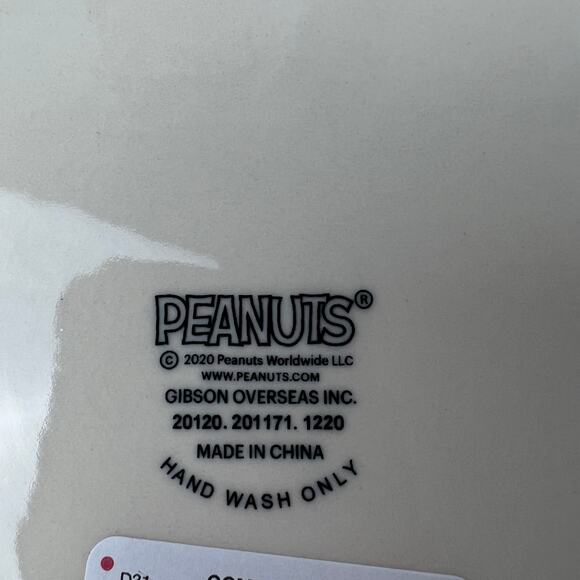 PEANUTS®
© 2020 Peanuts Worldwide LLC
WWW.PEANUTS.COM
GIBSON OVERSEAS INC.
20120. 201171. 1220
MADE IN CHINA
HAND WASH ONLY